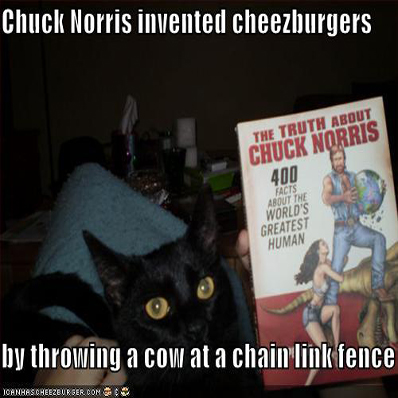 Chuck Norris invented cheezburgers
THE TRUTH ABOUT
CHUCK NORRIS
400
FACTS
ABOUT THE
WORLD'S
GREATEST
HUMAN
by throwing a cow at a chain link fence
ICANHASCHEEZBURGER.COM